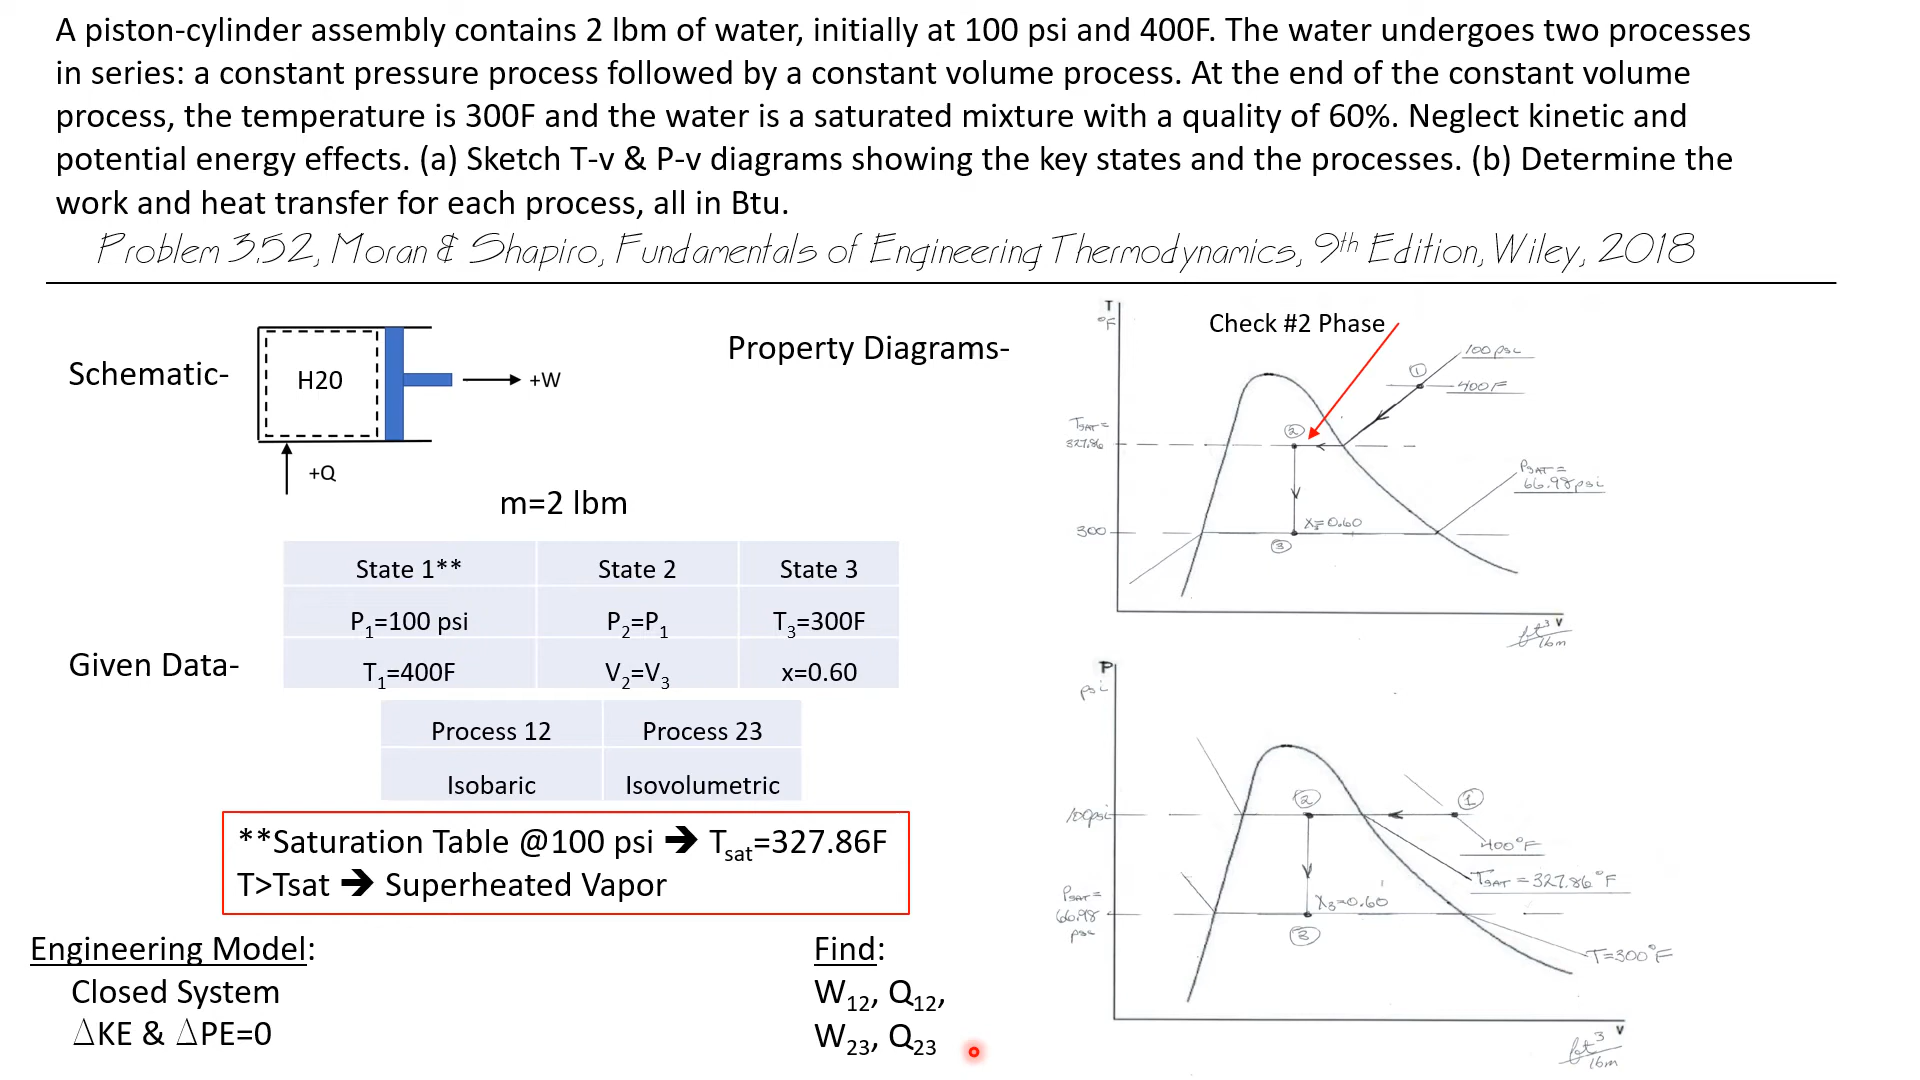 A piston-cylinder assembly contains 2 lbm of water, initially at 100 psi and 400F. The water undergoes two processes
in series: a constant pressure process followed by a constant volume process. At the end of the constant volume
process, the temperature is 300F and the water is a saturated mixture with a quality of 60%. Neglect kinetic and
potential energy effects. (a) Sketch T-v & P-v diagrams showing the key states and the processes. (b) Determine the
work and heat transfer for each process, all in Btu.
Problem 3.52, Moran & Shapiro, Fundamentals of Engineering Thermodynamics, 9th Edition, Wiley, 2018
Schematic-
H20
+W
+Q
m=2 lbm
Given Data-
State 1** State 2 State 3
P1=100 psi P2=P1 T3=300F
T1=400F V2=V3 x=0.60
Process 12 Process 23
Isobaric Isovolumetric
**Saturation Table @100 psi ➔ Tsat=327.86F
T>Tsat ➔ Superheated Vapor
Engineering Model:
Closed System
ΔKE & ΔPE=0
Find:
W12, Q12,
W23, Q23
Property Diagrams-
T
°F
Check #2 Phase
100 psi
1
400F
TSAT =
327.86
2
PSAT =
66.98 psi
300
X3=0.60
3
V
ft3
lbm
P
psi
100psi
2
1
400°F
TSAT = 327.86°F
PSAT =
66.98
psi
X3=0.60
3
T=300°F
V
ft3
lbm